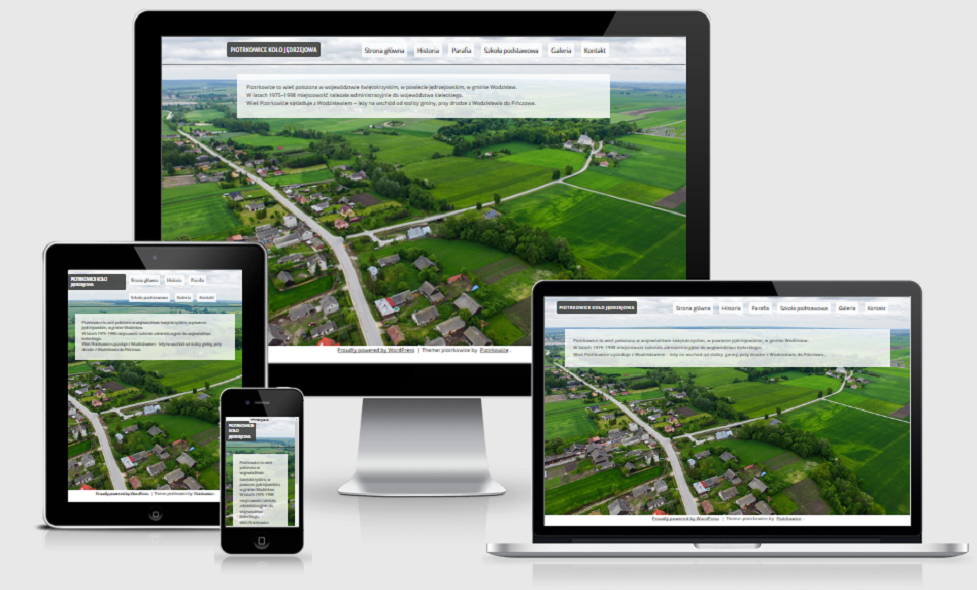 PIOTRKOWICE KOŁO JĘDRZEJOWA
Strona główna Historia Parafia Szkoła podstawowa Galeria Kontakt
Piotrkowice to wieś położona w województwie świętokrzyskim, w powiecie jędrzejowskim, w gminie Wodzisław.
W latach 1975–1998 miejscowość należała administracyjnie do województwa kieleckiego.
Wieś Piotrkowice sąsiaduje z Wodzisławiem – leży na wschód od stolicy gminy, przy drodze z Wodzisławia do Pińczowa.
Proudly powered by WordPress | Theme: piotrkowice by Piotrkowice .
PIOTRKOWICE KOŁO
JĘDRZEJOWA
Strona główna Historia Parafia
Szkoła podstawowa Galeria Kontakt
Piotrkowice to wieś położona w województwie świętokrzyskim, w powiecie
jędrzejowskim, w gminie Wodzisław.
W latach 1975–1998 miejscowość należała administracyjnie do województwa
kieleckiego.
Wieś Piotrkowice sąsiaduje z Wodzisławiem – leży na wschód od stolicy gminy, przy
drodze z Wodzisławia do Pińczowa.
Proudly powered by WordPress | Theme: piotrkowice by Piotrkowice .
PIOTRKOWICE
KOŁO
JĘDRZEJOWA
Piotrkowice to wieś
położona w
województwie
świętokrzyskim, w
powiecie jędrzejowskim,
w gminie Wodzisław.
W latach 1975–1998
miejscowość należała
administracyjnie do
województwa
kieleckiego.
Wieś Piotrkowice
PIOTRKOWICE KOŁO JĘDRZEJOWA
Strona główna Historia Parafia Szkoła podstawowa Galeria Kontakt
Piotrkowice to wieś położona w województwie świętokrzyskim, w powiecie jędrzejowskim, w gminie Wodzisław.
W latach 1975–1998 miejscowość należała administracyjnie do województwa kieleckiego.
Wieś Piotrkowice sąsiaduje z Wodzisławiem – leży na wschód od stolicy gminy, przy drodze z Wodzisławia do Pińczowa.
Proudly powered by WordPress | Theme: piotrkowice by Piotrkowice .